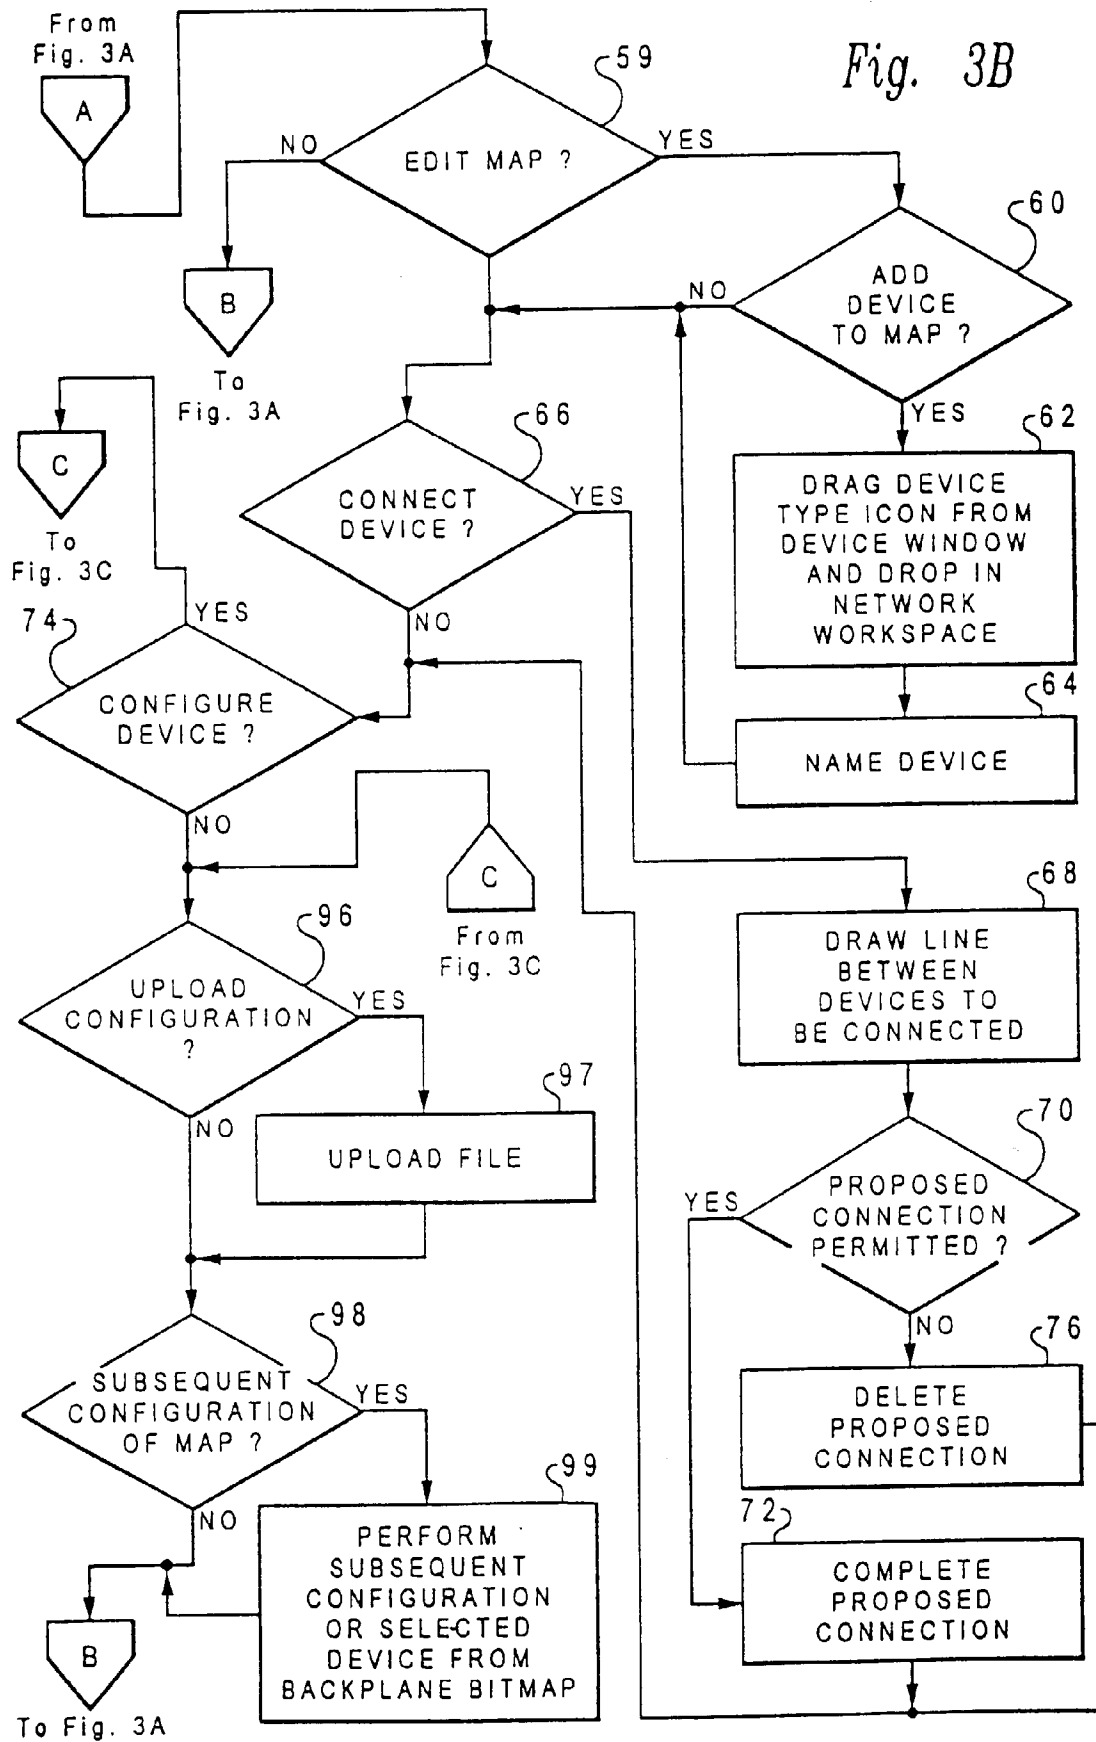 From
Fig. 3A
A
Fig. 3B
59
EDIT MAP ?
NO
YES
B
To
Fig. 3A
60
ADD
DEVICE
TO MAP ?
NO
YES
C
To
Fig. 3C
66
CONNECT
DEVICE ?
YES
NO
62
DRAG DEVICE
TYPE ICON FROM
DEVICE WINDOW
AND DROP IN
NETWORK
WORKSPACE
64
NAME DEVICE
74
YES
CONFIGURE
DEVICE ?
NO
C
From
Fig. 3C
68
DRAW LINE
BETWEEN
DEVICES TO
BE CONNECTED
96
UPLOAD
CONFIGURATION
?
YES
NO
97
UPLOAD FILE
70
PROPOSED
CONNECTION
PERMITTED ?
YES
NO
76
DELETE
PROPOSED
CONNECTION
98
SUBSEQUENT
CONFIGURATION
OF MAP ?
YES
NO
99
PERFORM
SUBSEQUENT
CONFIGURATION
OR SELECTED
DEVICE FROM
BACKPLANE BITMAP
72
COMPLETE
PROPOSED
CONNECTION
B
To Fig. 3A